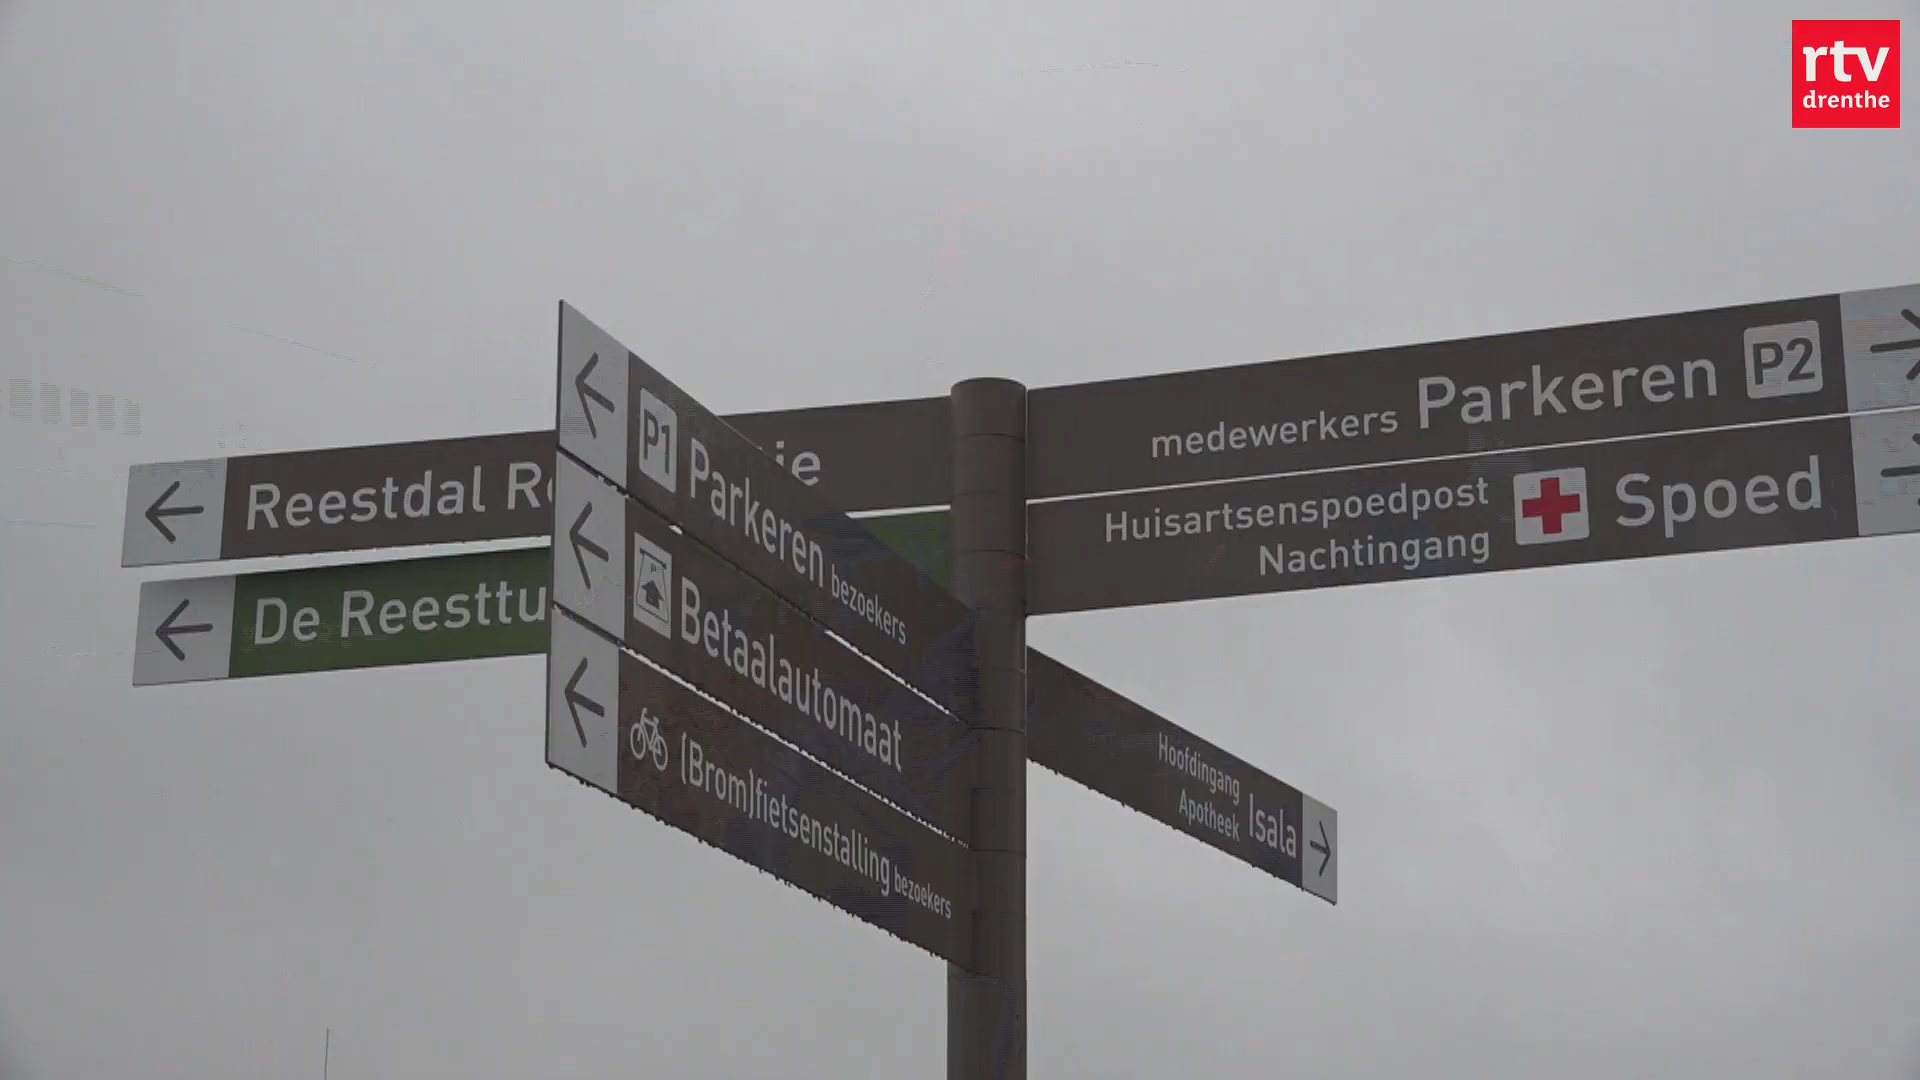 rtv
drenthe
P1 Parkeren bezoekers
Betaalautomaat
(Brom)fietsenstalling bezoekers
Reestdal
De
medewerkers Parkeren P2
Huisartsenspoedpost
Nachtingang
Spoed
Hoofdingang
Apotheek
Isala